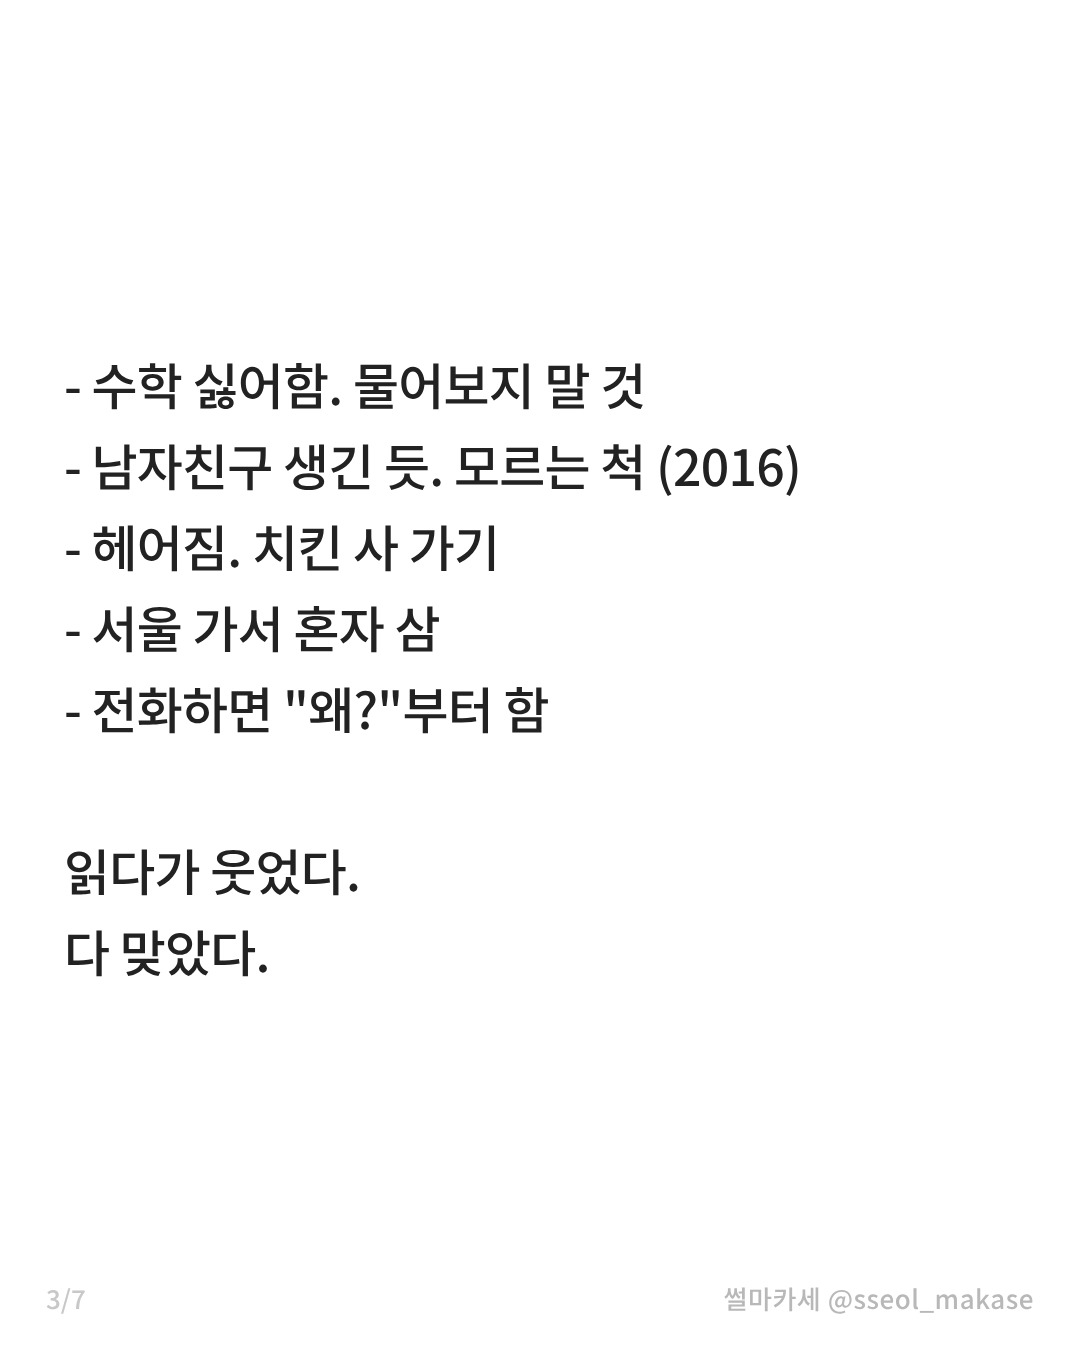 - 수학 싫어함. 물어보지 말 것
- 남자친구 생긴 듯. 모르는 척 (2016)
- 헤어짐. 치킨 사 가기
- 서울 가서 혼자 삼
- 전화하면 "왜?"부터 함
읽다가 웃었다.
다 맞았다.
3/7
썰마카세 @sseol_makase